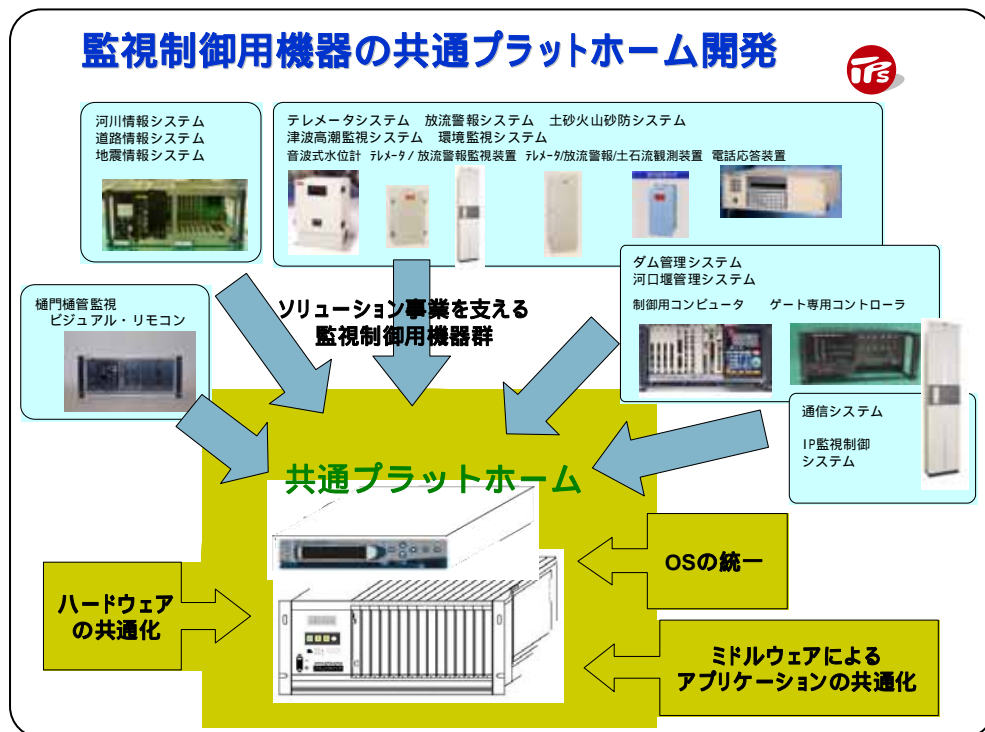 監視制御用機器の共通プラットホーム開発
TPS
河川情報システム
道路情報システム
地震情報システム
テレメータシステム　放流警報システム　土砂火山砂防システム
津波高潮監視システム　環境監視システム
音波式水位計　ﾃﾚﾒｰﾀ / 放流警報監視装置　ﾃﾚﾒｰﾀ/放流警報/土石流観測装置　電話応答装置
ダム管理システム
河口堰管理システム
制御用コンピュータ　ゲート専用コントローラ
樋門樋管監視
ビジュアル・リモコン
ソリューション事業を支える
監視制御用機器群
通信システム
IP監視制御
システム
共通プラットホーム
OSの統一
ハードウェア
の共通化
ミドルウェアによる
アプリケーションの共通化